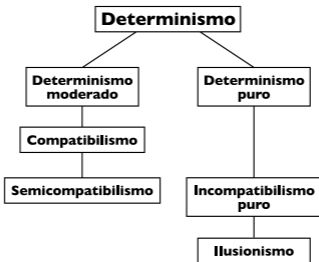 Determinismo
Determinismo
moderado
Determinismo
puro
Compatibilismo
Semicompatibilismo
Incompatibilismo
puro
Ilusionismo